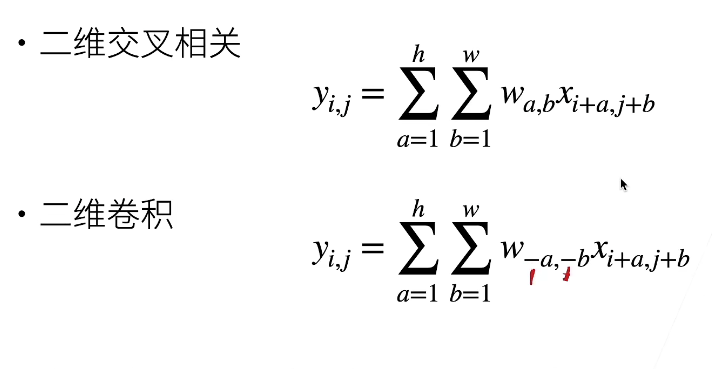 • 二维交叉相关
y_{i,j} = \sum_{a=1}^{h} \sum_{b=1}^{w} w_{a,b} x_{i+a,j+b}
• 二维卷积
y_{i,j} = \sum_{a=1}^{h} \sum_{b=1}^{w} w_{-a,-b} x_{i+a,j+b}